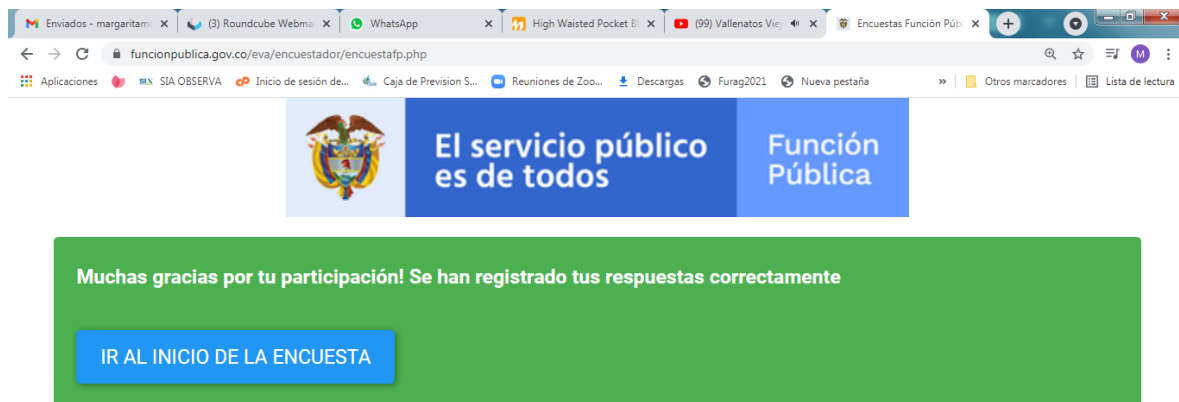 Enviados - margaritamo
(3) Roundcube Webma
WhatsApp
High Waisted Pocket Bl
(99) Vallenatos Viej
Encuestas Función Públ
funcionpublica.gov.co/eva/encuestador/encuestafp.php
M
Aplicaciones
SIA OBSERVA
cP Inicio de sesión de...
Caja de Prevision S...
Reuniones de Zoo...
Descargas
Furag2021
Nueva pestaña
»
Otros marcadores
Lista de lectura
El servicio público
es de todos
Función
Pública
Muchas gracias por tu participación! Se han registrado tus respuestas correctamente
IR AL INICIO DE LA ENCUESTA